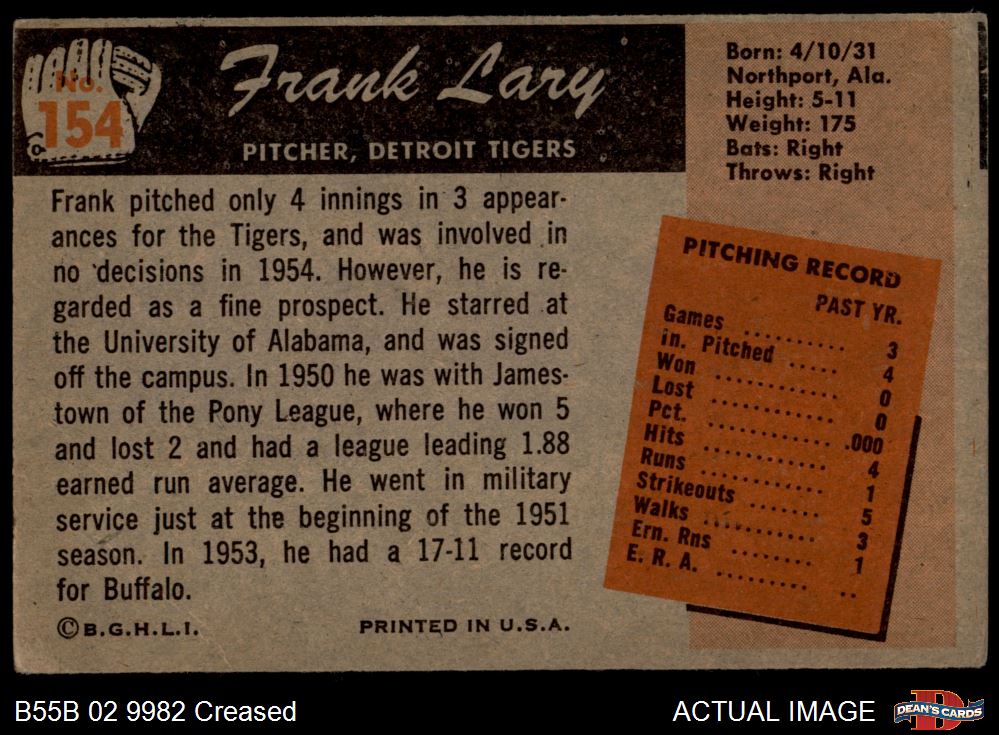 No.
154
Frank Lary
PITCHER, DETROIT TIGERS
Born: 4/10/31
Northport, Ala.
Height: 5-11
Weight: 175
Bats: Right
Throws: Right
Frank pitched only 4 innings in 3 appear-
ances for the Tigers, and was involved in
no decisions in 1954. However, he is re-
garded as a fine prospect. He starred at
the University of Alabama, and was signed
off the campus. In 1950 he was with James-
town of the Pony League, where he won 5
and lost 2 and had a league leading 1.88
earned run average. He went in military
service just at the beginning of the 1951
season. In 1953, he had a 17-11 record
for Buffalo.
© B.G.H.L.I. PRINTED IN U.S.A.
PITCHING RECORD
PAST YR.
Games .......... 3
in. Pitched ..... 4
Won ............ 0
Lost ............ 0
Pct. ............ .000
Hits ............ 4
Runs ............ 1
Strikeouts ....... 5
Walks .......... 3
Ern. Rns ....... 1
E. R. A. ......... ..
B55B 02 9982 Creased
ACTUAL IMAGE
D
DEAN'S CARDS